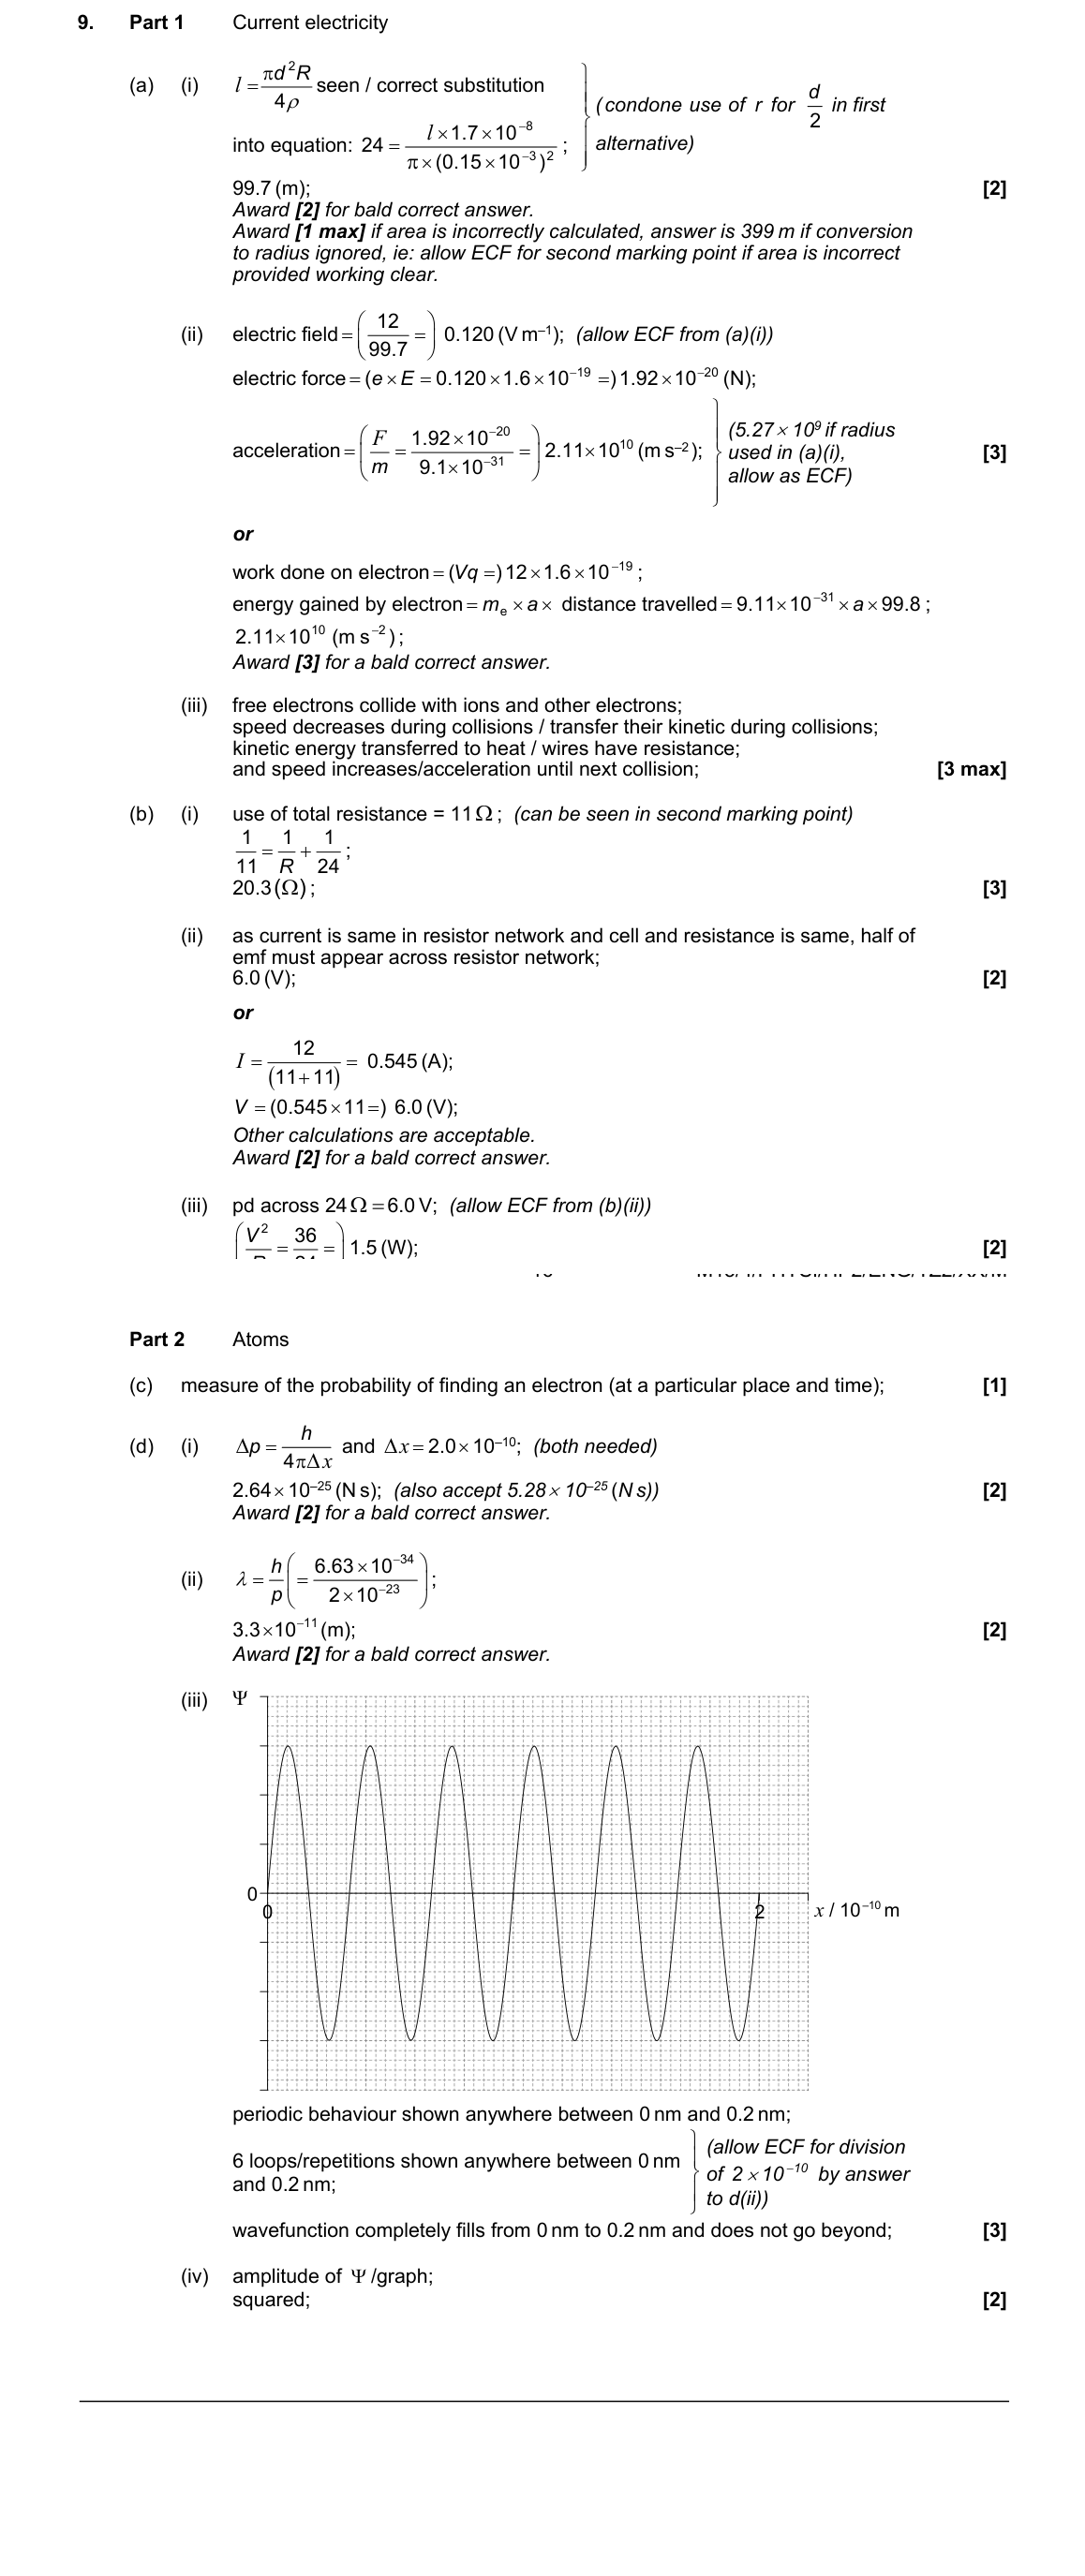 9. Part 1 Current electricity
(a) (i) l = πd²R / 4ρ seen / correct substitution
into equation: 24 = l × 1.7 × 10⁻⁸ / π × (0.15 × 10⁻³)² ;
(condone use of r for d/2 in first
alternative)
99.7 (m); [2]
Award [2] for bald correct answer.
Award [1 max] if area is incorrectly calculated, answer is 399 m if conversion
to radius ignored, ie: allow ECF for second marking point if area is incorrect
provided working clear.
(ii) electric field = (12 / 99.7 =) 0.120 (V m⁻¹); (allow ECF from (a)(i))
electric force = (e × E = 0.120 × 1.6 × 10⁻¹⁹ =) 1.92 × 10⁻²⁰ (N);
acceleration = (F / m = 1.92 × 10⁻²⁰ / 9.1 × 10⁻³¹ =) 2.11 × 10¹⁰ (m s⁻²); [3]
(5.27 × 10⁹ if radius
used in (a)(i),
allow as ECF)
or
work done on electron = (Vq =) 12 × 1.6 × 10⁻¹⁹ ;
energy gained by electron = mₑ × a × distance travelled = 9.11 × 10⁻³¹ × a × 99.8 ;
2.11 × 10¹⁰ (m s⁻²) ;
Award [3] for a bald correct answer.
(iii) free electrons collide with ions and other electrons;
speed decreases during collisions / transfer their kinetic during collisions;
kinetic energy transferred to heat / wires have resistance;
and speed increases/acceleration until next collision; [3 max]
(b) (i) use of total resistance = 11 Ω ; (can be seen in second marking point)
1/11 = 1/R + 1/24 ;
20.3 (Ω) ; [3]
(ii) as current is same in resistor network and cell and resistance is same, half of
emf must appear across resistor network;
6.0 (V); [2]
or
I = 12 / (11 + 11) = 0.545 (A);
V = (0.545 × 11 =) 6.0 (V);
Other calculations are acceptable.
Award [2] for a bald correct answer.
(iii) pd across 24 Ω = 6.0 V; (allow ECF from (b)(ii))
(V² = 36 =) 1.5 (W); [2]
Part 2 Atoms
(c) measure of the probability of finding an electron (at a particular place and time); [1]
(d) (i) Δp = h / 4πΔx and Δx = 2.0 × 10⁻¹⁰; (both needed)
2.64 × 10⁻²⁵ (N s); (also accept 5.28 × 10⁻²⁵ (N s)) [2]
Award [2] for a bald correct answer.
(ii) λ = h / p (= 6.63 × 10⁻³⁴ / 2 × 10⁻²³) ;
3.3 × 10⁻¹¹ (m); [2]
Award [2] for a bald correct answer.
(iii) Ψ
0
0 2 x / 10⁻¹⁰ m
periodic behaviour shown anywhere between 0 nm and 0.2 nm;
6 loops/repetitions shown anywhere between 0 nm
and 0.2 nm;
(allow ECF for division
of 2 × 10⁻¹⁰ by answer
to d(ii))
wavefunction completely fills from 0 nm to 0.2 nm and does not go beyond; [3]
(iv) amplitude of Ψ /graph;
squared; [2]